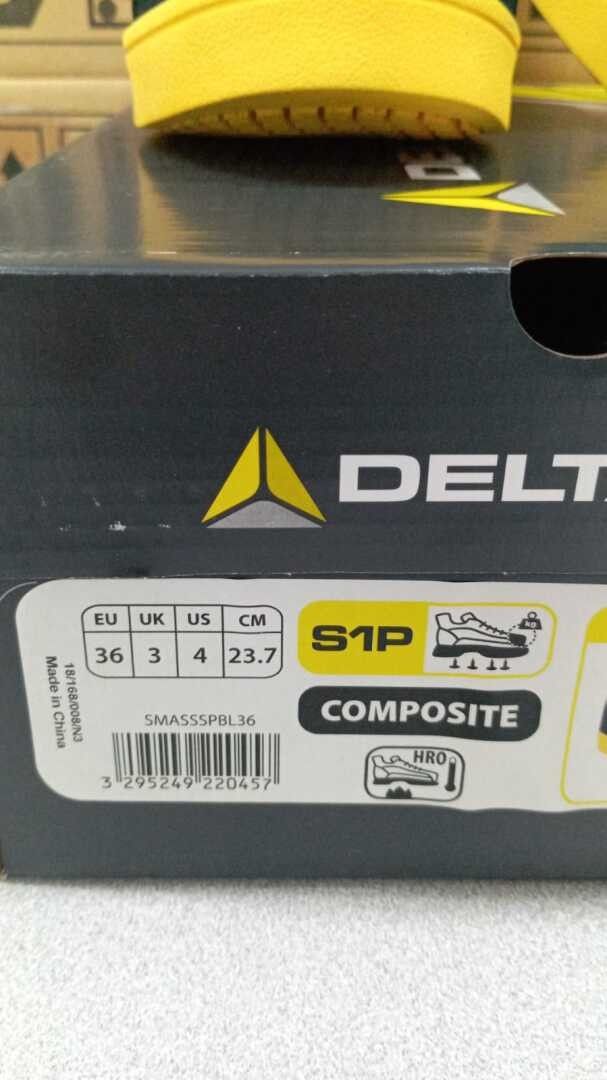 DELT
EU UK US CM
36 3 4 23.7
18/168/008/N3
Made in China
SMASSSPBL36
3 295249 220457
S1P
kg
COMPOSITE
HRO